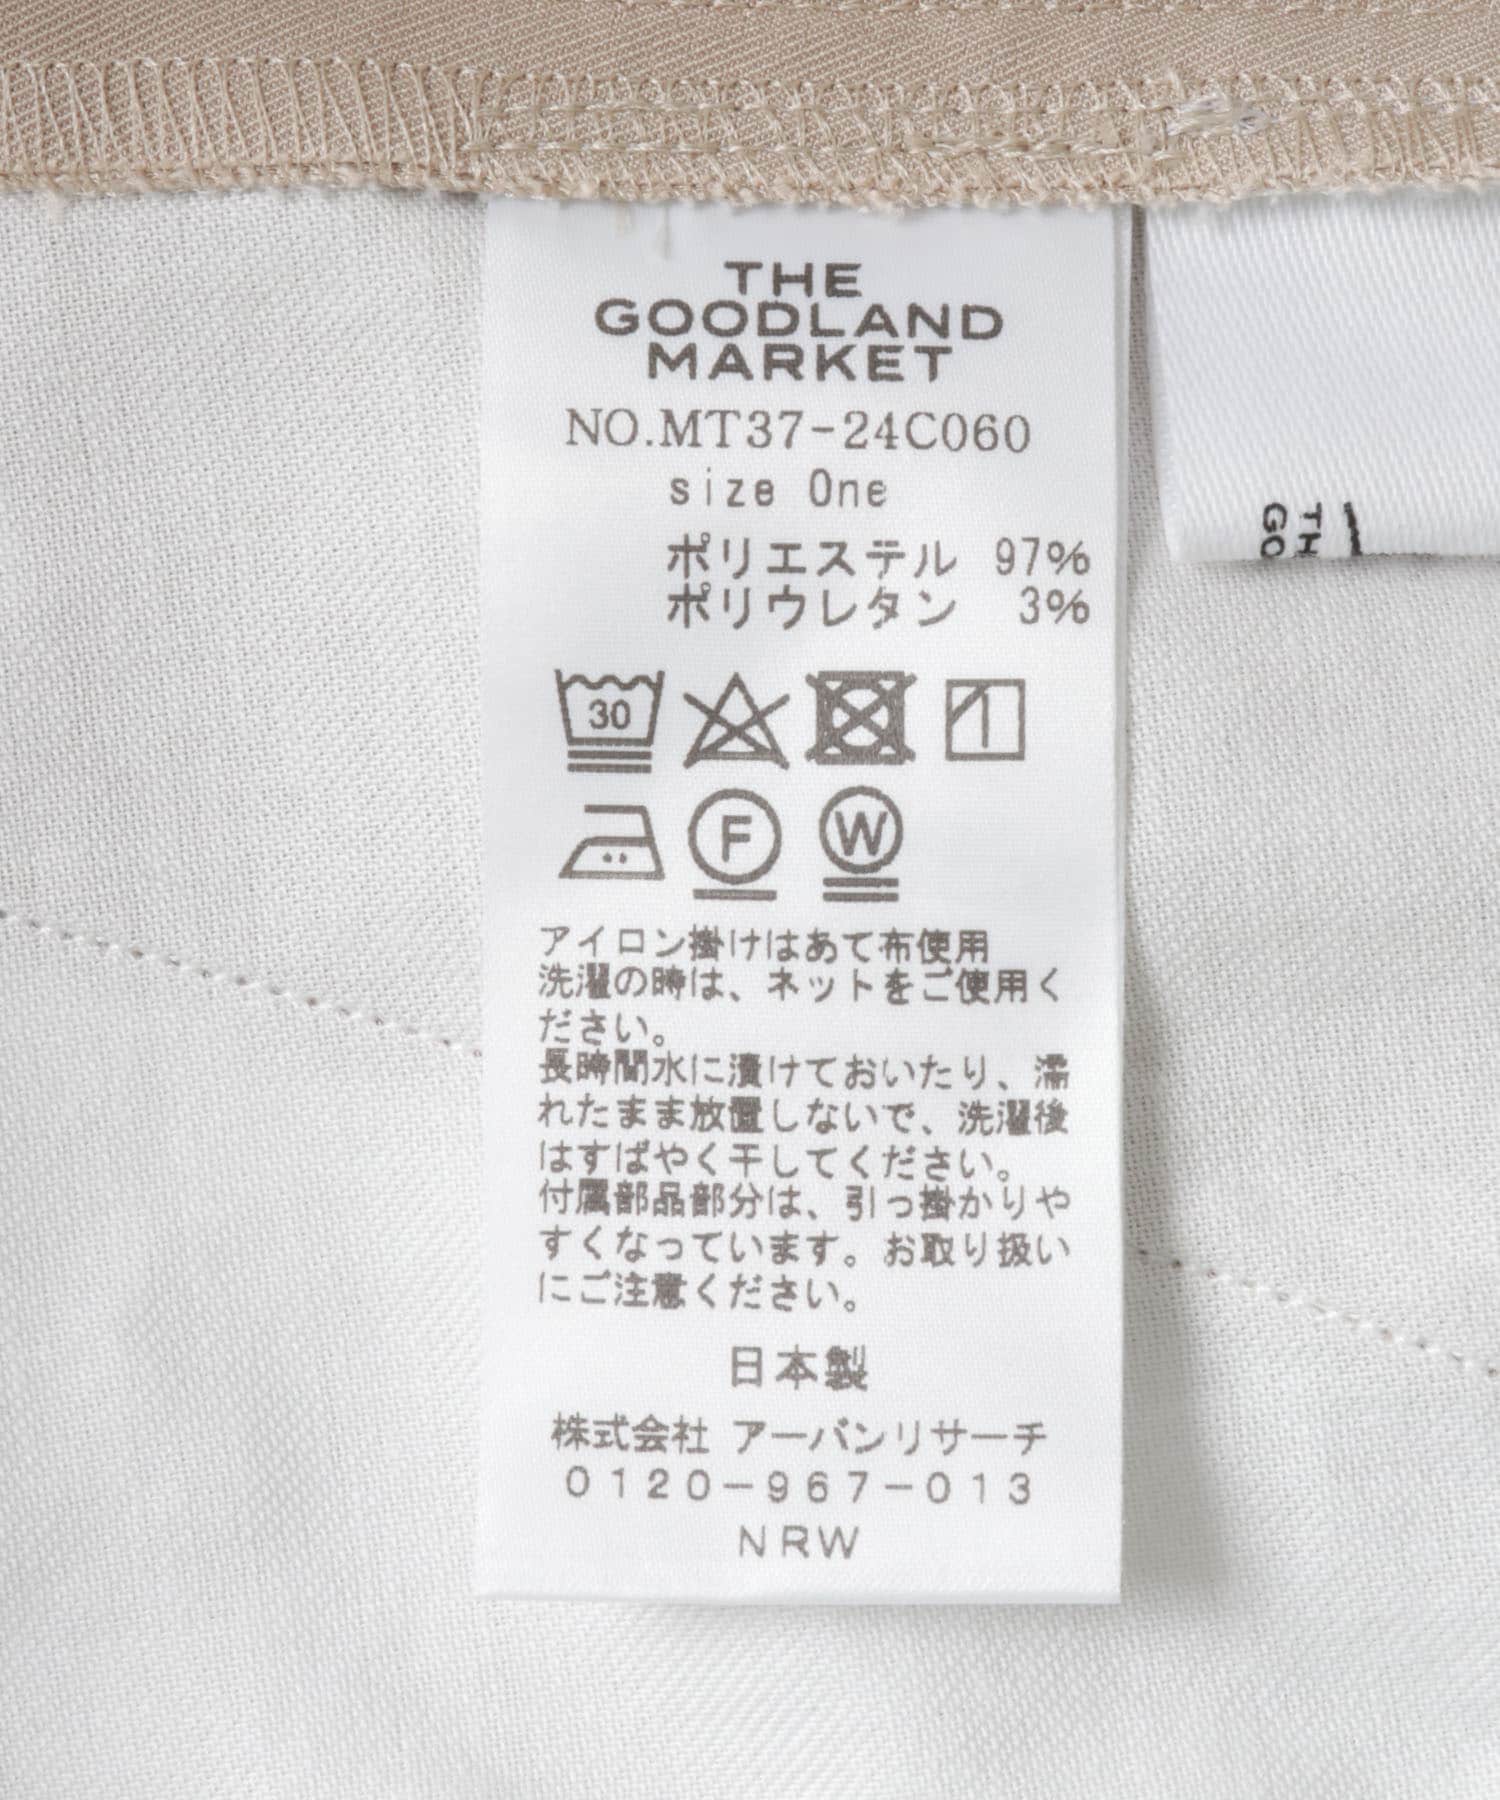 THE
GOODLAND
MARKET
NO.MT37-24C060
size One
ポリエステル 97%
ポリウレタン 3%
30
F
W
アイロン掛けはあて布使用
洗濯の時は、ネットをご使用く
ださい。
長時間水に漬けておいたり、濡
れたまま放置しないで、洗濯後
はすばやく干してください。
付属部品部分は、引っ掛かりや
すくなっています。お取り扱い
にご注意ください。
日本製
株式会社 アーバンリサーチ
0120-967-013
NRW
TH
GO